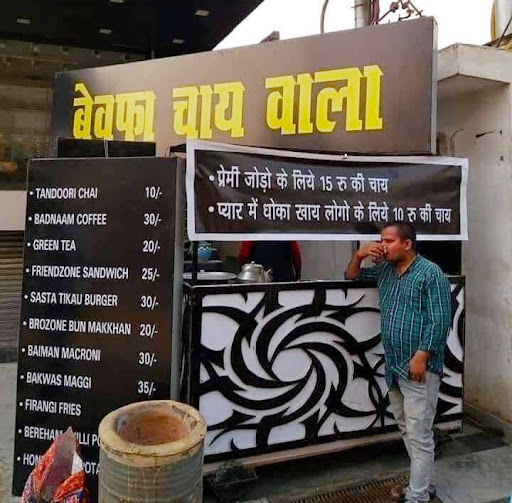 बेवफा चाय वाला
• प्रेमी जोड़ो के लिये 15 रु की चाय
• प्यार में धोका खाय लोगो के लिये 10 रु की चाय
• TANDOORI CHAI 10/-
• BADNAAM COFFEE 30/-
• GREEN TEA 20/-
• FRIENDZONE SANDWICH 25/-
• SASTA TIKAU BURGER 30/-
• BROZONE BUN MAKKHAN 20/-
• BAIMAN MACRONI 30/-
• BAKWAS MAGGI 35/-
• FIRANGI FRIES
• BEREHAM